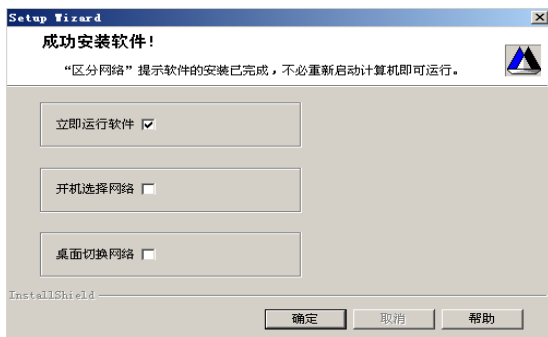 Setup Wizard
成功安装软件！
“区分网络”提示软件的安装已完成，不必重新启动计算机即可运行。
立即运行软件
开机选择网络
桌面切换网络
InstallShield
确定 取消 帮助